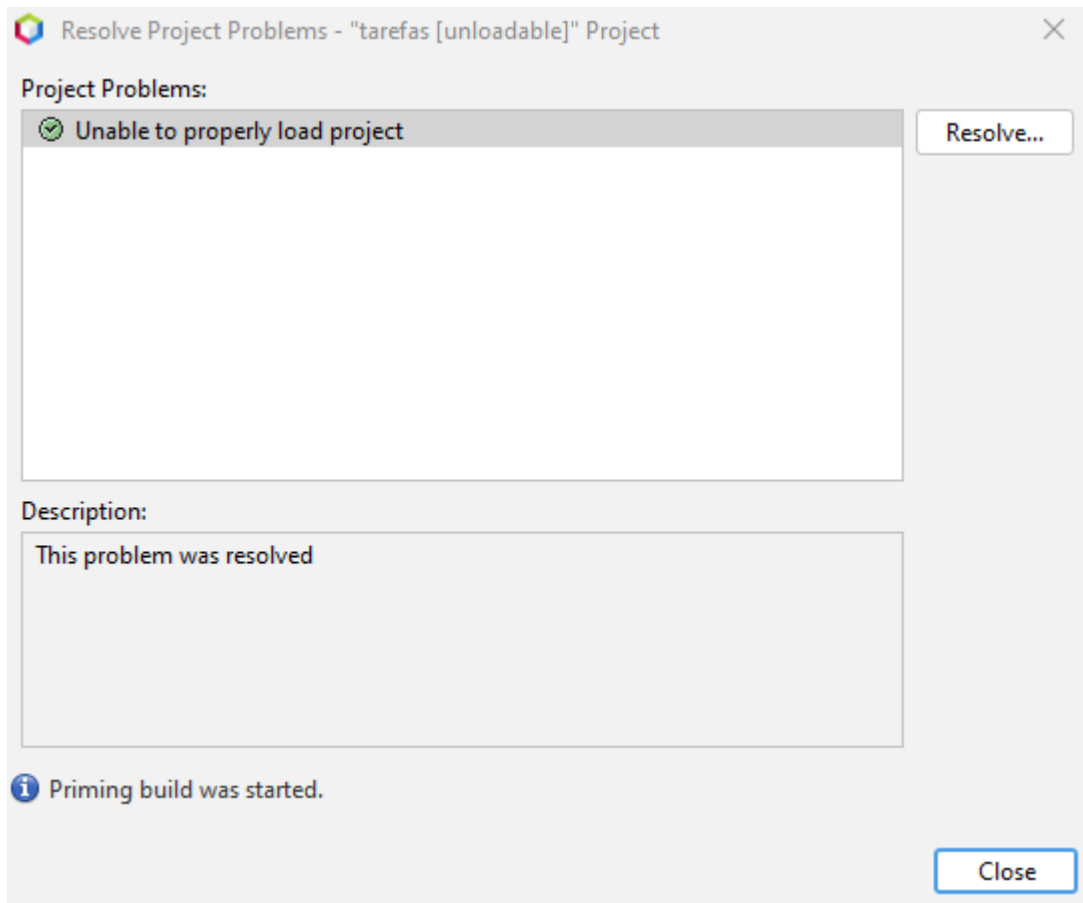 Resolve Project Problems - "tarefas [unloadable]" Project
Project Problems:
Unable to properly load project
Resolve...
Description:
This problem was resolved
Priming build was started.
Close